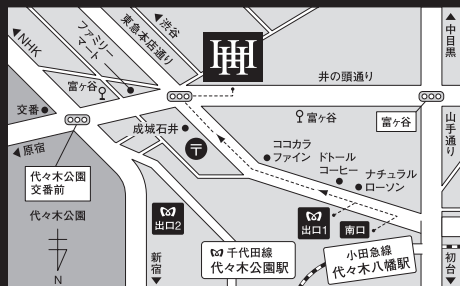 ◀NHK
ファミリー
マート
◀渋谷
東急本店通り
HH
▲中目黒
井の頭通り
富ヶ谷
交番
富ヶ谷
富ヶ谷
山手通り
成城石井
〒
◀原宿
ココカラ
ファイン
ドトール
コーヒー
ナチュラル
ローソン
代々木公園
交番前
代々木公園
出口2
出口1
南口
千代田線
代々木公園駅
小田急線
代々木八幡駅
新宿▼
初台▼
N